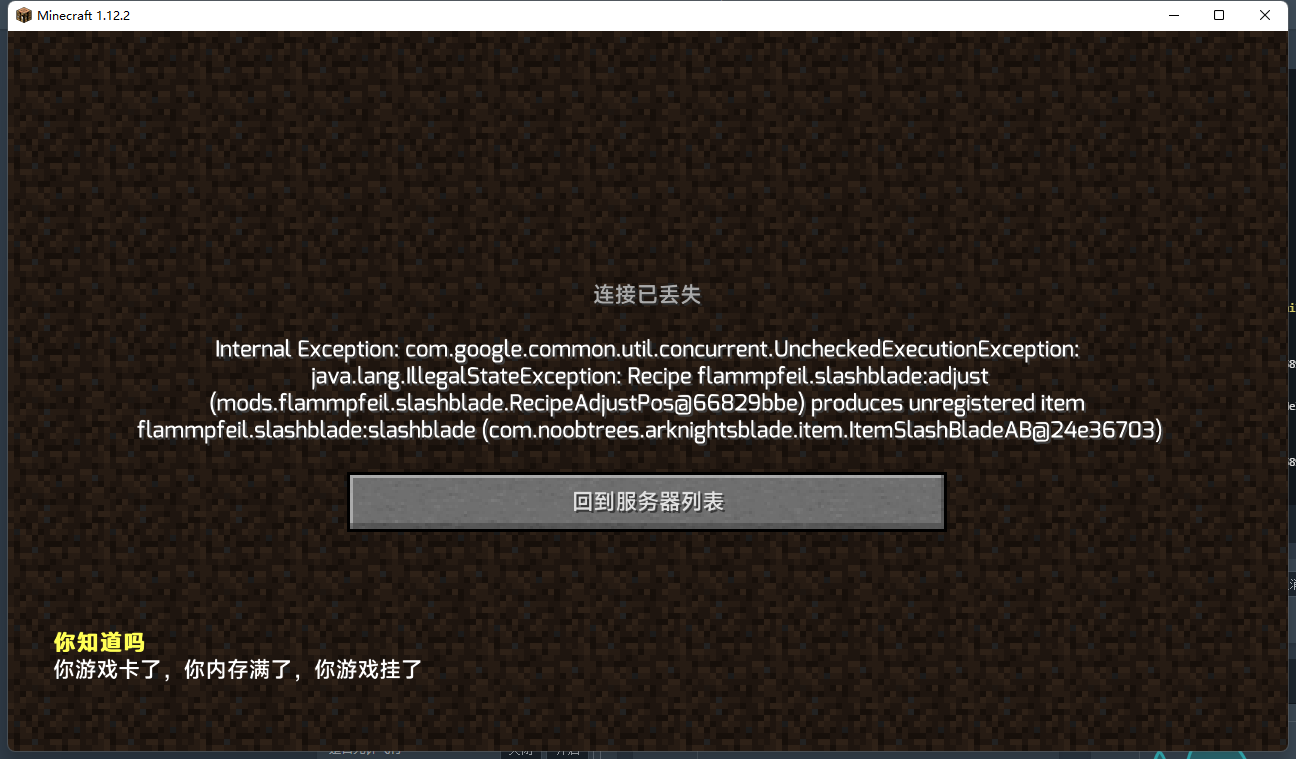 Minecraft 1.12.2
连接已丢失
Internal Exception: com.google.common.util.concurrent.UncheckedExecutionException:
java.lang.IllegalStateException: Recipe flammpfeil.slashblade:adjust
(mods.flammpfeil.slashblade.RecipeAdjustPos@66829bbe) produces unregistered item
flammpfeil.slashblade:slashblade (com.noobtrees.arknightsblade.item.ItemSlashBladeAB@24e36703)
回到服务器列表
你知道吗
你游戏卡了，你内存满了，你游戏挂了